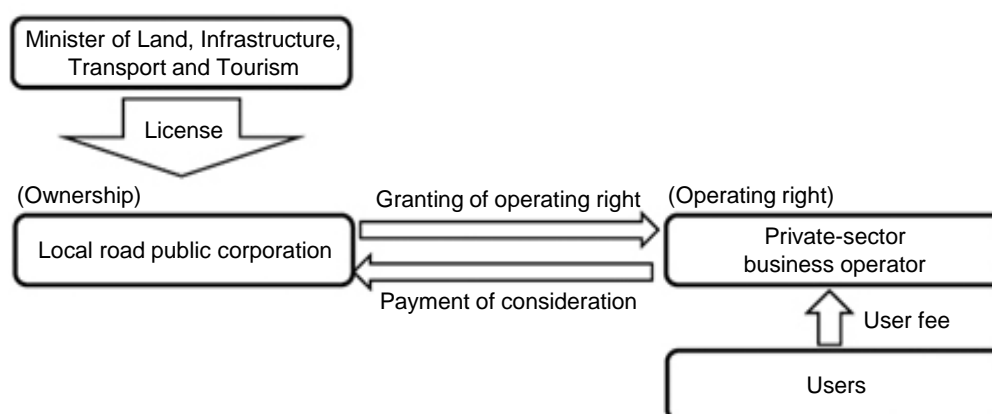 Minister of Land, Infrastructure,
Transport and Tourism
License
(Ownership)
Granting of operating right
(Operating right)
Local road public corporation
Private-sector
business operator
Payment of consideration
User fee
Users